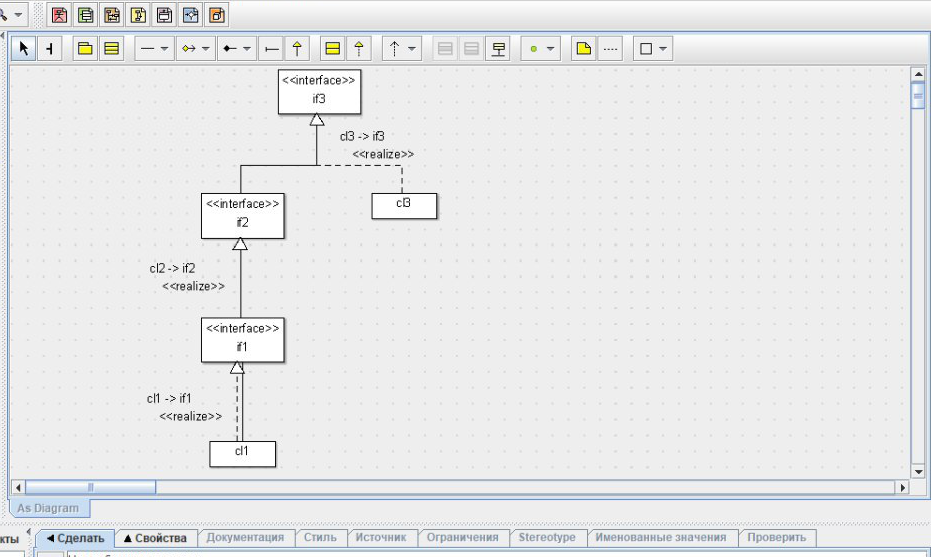 <<interface>>
if3
cl3 -> if3
<<realize>>
<<interface>>
if2
cl3
cl2 -> if2
<<realize>>
<<interface>>
if1
cl1 -> if1
<<realize>>
cl1
As Diagram
кты
Сделать
Свойства
Документация
Стиль
Источник
Ограничения
Stereotype
Именованные значения
Проверить